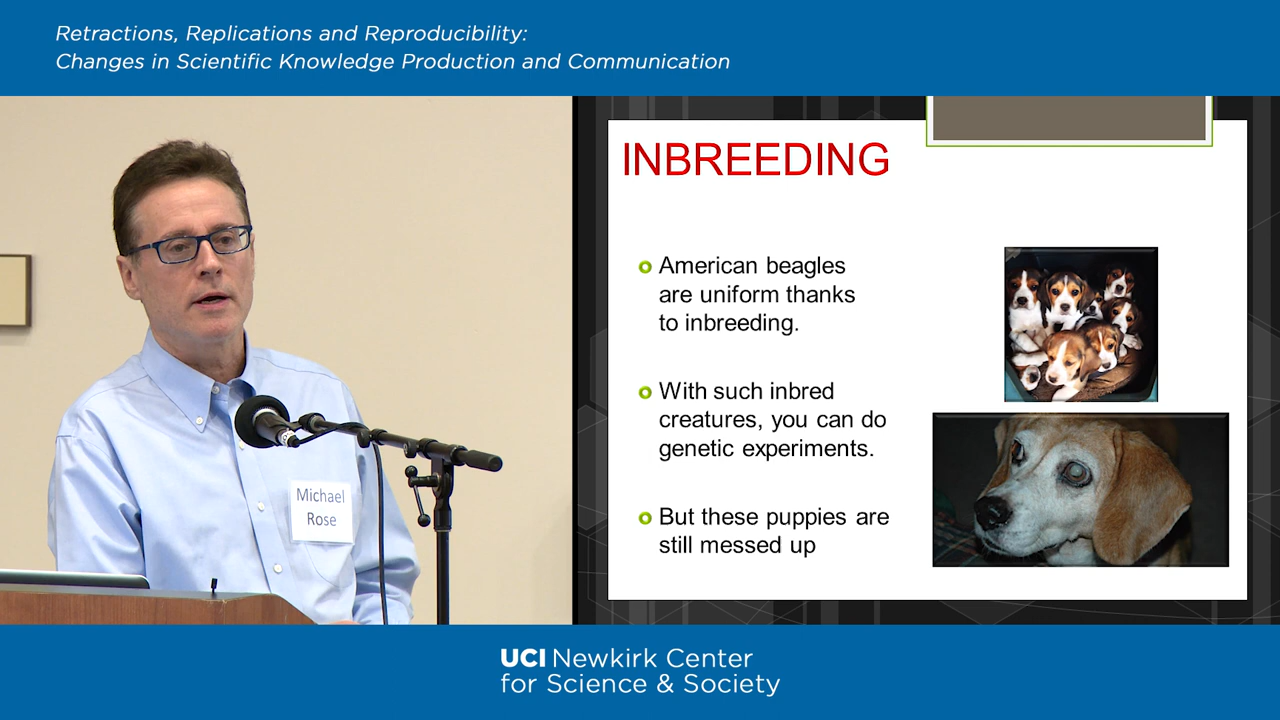 Retractions, Replications and Reproducibility:
Changes in Scientific Knowledge Production and Communication
Michael
Rose
INBREEDING
American beagles
are uniform thanks
to inbreeding.
With such inbred
creatures, you can do
genetic experiments.
But these puppies are
still messed up
UCI Newkirk Center
for Science & Society